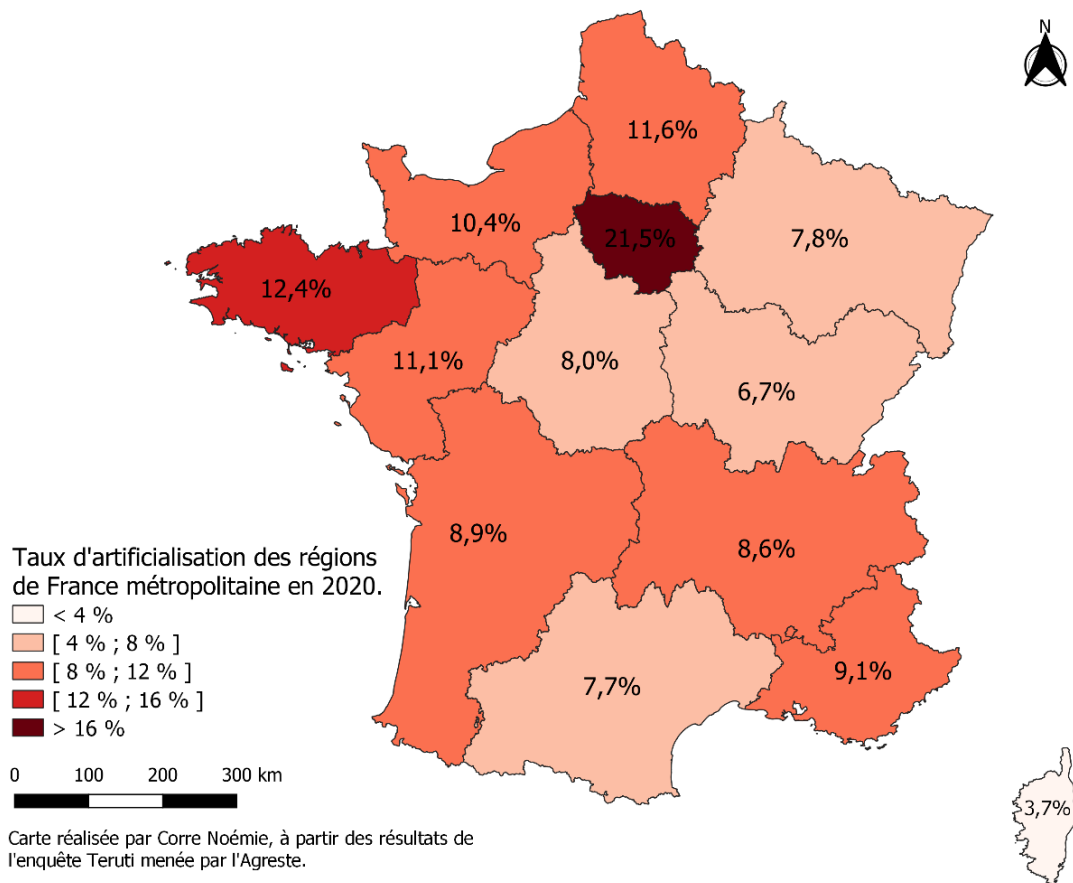 N
11,6%
10,4%
21,5%
7,8%
12,4%
11,1%
8,0%
6,7%
8,9%
8,6%
7,7%
9,1%
3,7%
Taux d'artificialisation des régions
de France métropolitaine en 2020.
< 4 %
[ 4 % ; 8 % ]
[ 8 % ; 12 % ]
[ 12 % ; 16 % ]
> 16 %
0 100 200 300 km
Carte réalisée par Corre Noémie, à partir des résultats de
l'enquête Teruti menée par l'Agreste.